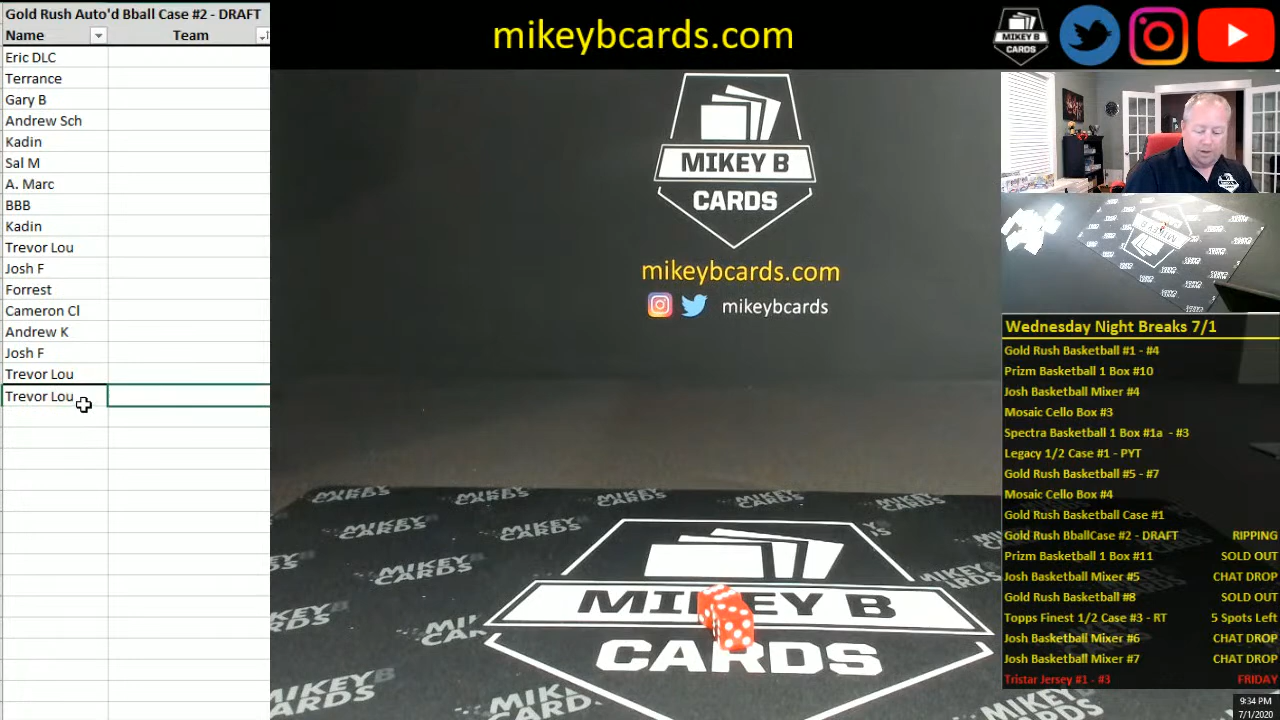 Gold Rush Auto'd Bball Case #2 - DRAFT
Name Team
Eric DLC
Terrance
Gary B
Andrew Sch
Kadin
Sal M
A. Marc
BBB
Kadin
Trevor Lou
Josh F
Forrest
Cameron Cl
Andrew K
Josh F
Trevor Lou
Trevor Lou
mikeybcards.com
CARDS
MIKEY B
CARDS
mikeybcards.com
mikeybcards
MIKEY B
CARDS
Wednesday Night Breaks 7/1
Gold Rush Basketball #1 - #4
Prizm Basketball 1 Box #10
Josh Basketball Mixer #4
Mosaic Cello Box #3
Spectra Basketball 1 Box #1a - #3
Legacy 1/2 Case #1 - PYT
Gold Rush Basketball #5 - #7
Mosaic Cello Box #4
Gold Rush Basketball Case #1
Gold Rush BballCase #2 - DRAFT RIPPING
Prizm Basketball 1 Box #11 SOLD OUT
Josh Basketball Mixer #5 CHAT DROP
Gold Rush Basketball #8 SOLD OUT
Topps Finest 1/2 Case #3 - RT 5 Spots Left
Josh Basketball Mixer #6 CHAT DROP
Josh Basketball Mixer #7 CHAT DROP
Tristar Jersey #1 - #3 FRIDAY
9:34 PM
7/1/2020